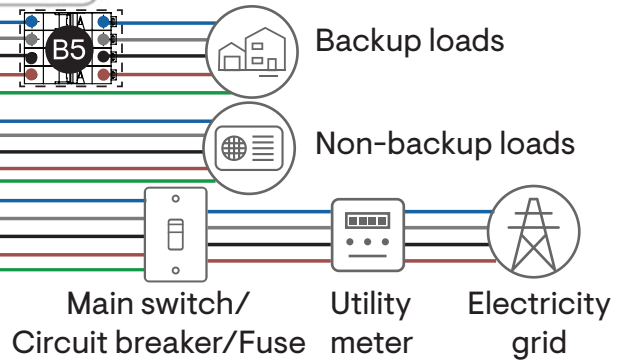 B5
Backup loads
Non-backup loads
Main switch/
Circuit breaker/Fuse
Utility
meter
Electricity
grid